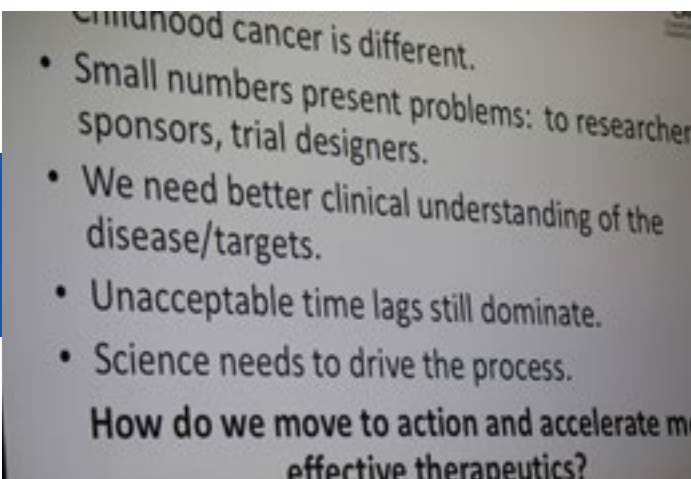 Childhood cancer is different.
• Small numbers present problems: to researcher
sponsors, trial designers.
• We need better clinical understanding of the
disease/targets.
• Unacceptable time lags still dominate.
• Science needs to drive the process.
How do we move to action and accelerate m
effective therapeutics?